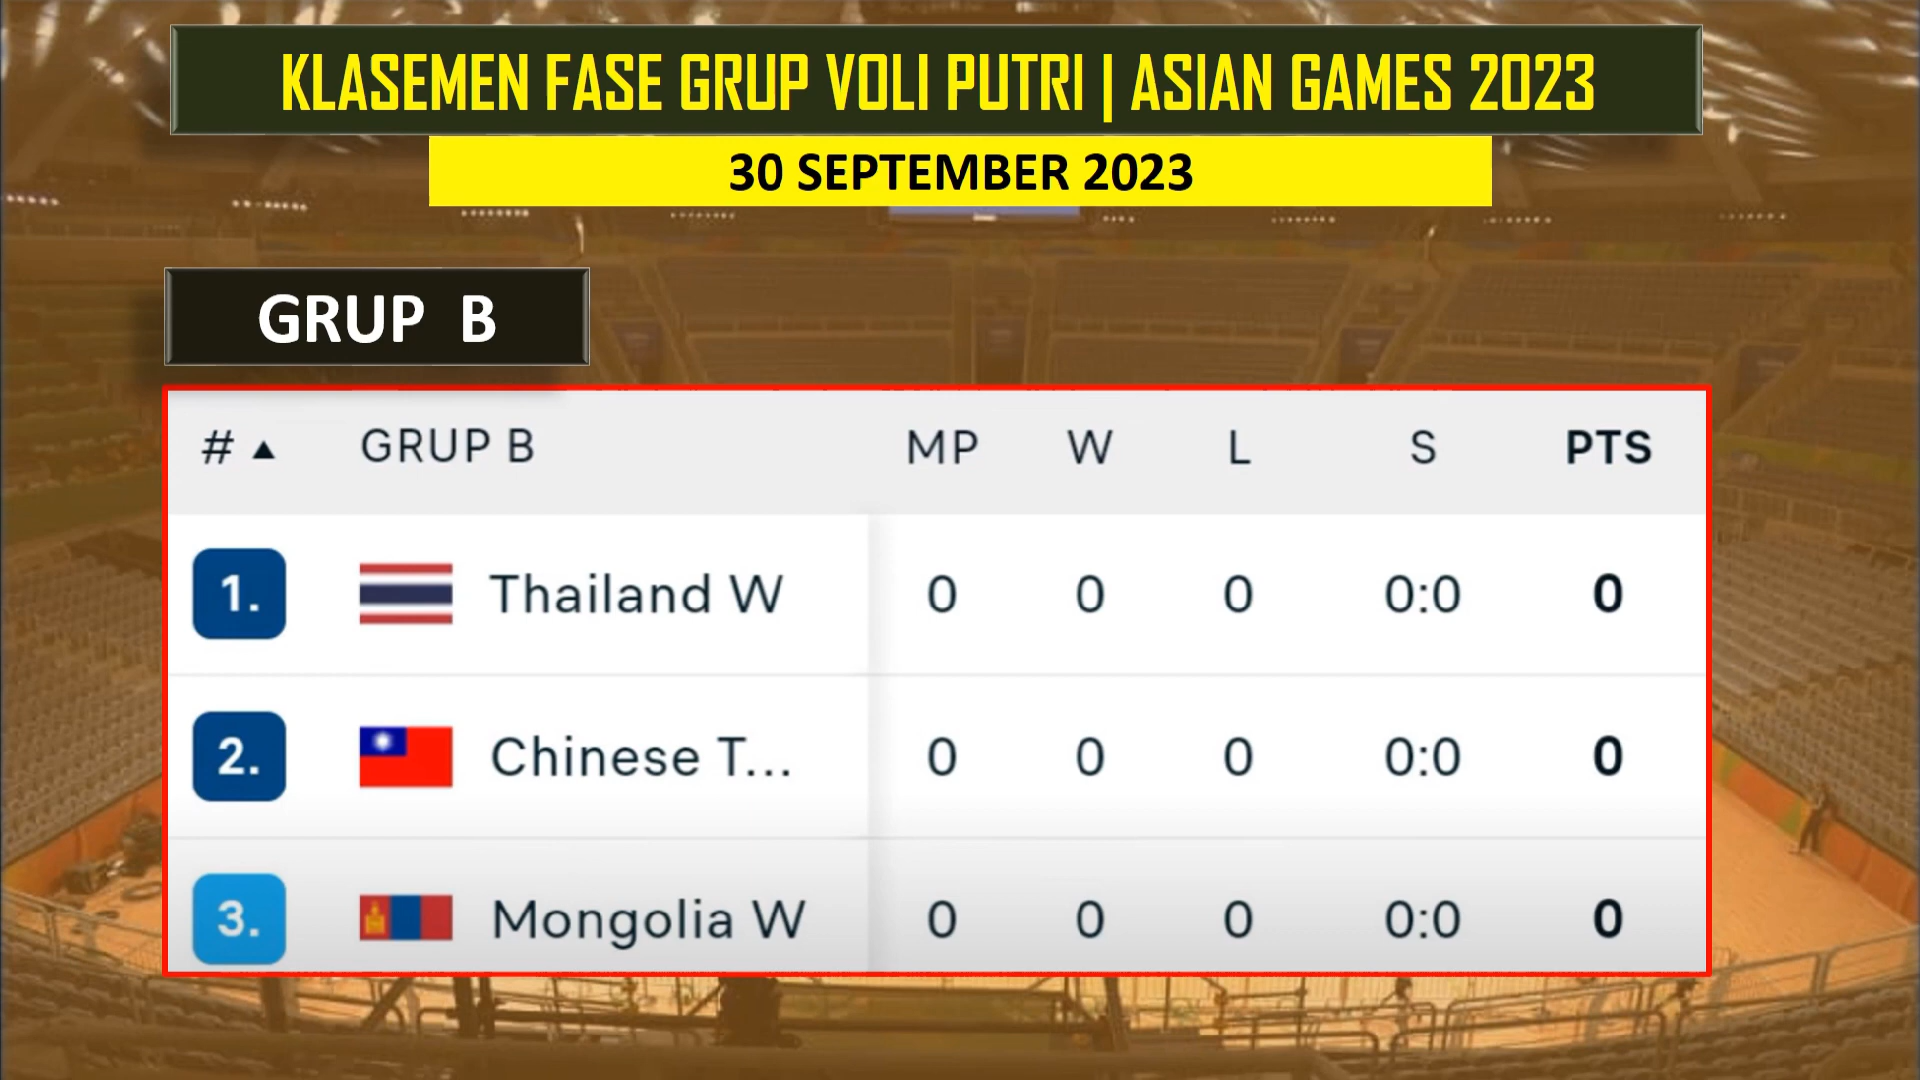 KLASEMEN FASE GRUP VOLI PUTRI | ASIAN GAMES 2023
30 SEPTEMBER 2023
GRUP B
# ▲ GRUP B MP W L S PTS
1. Thailand W 0 0 0 0:0 0
2. Chinese T... 0 0 0 0:0 0
3. Mongolia W 0 0 0 0:0 0